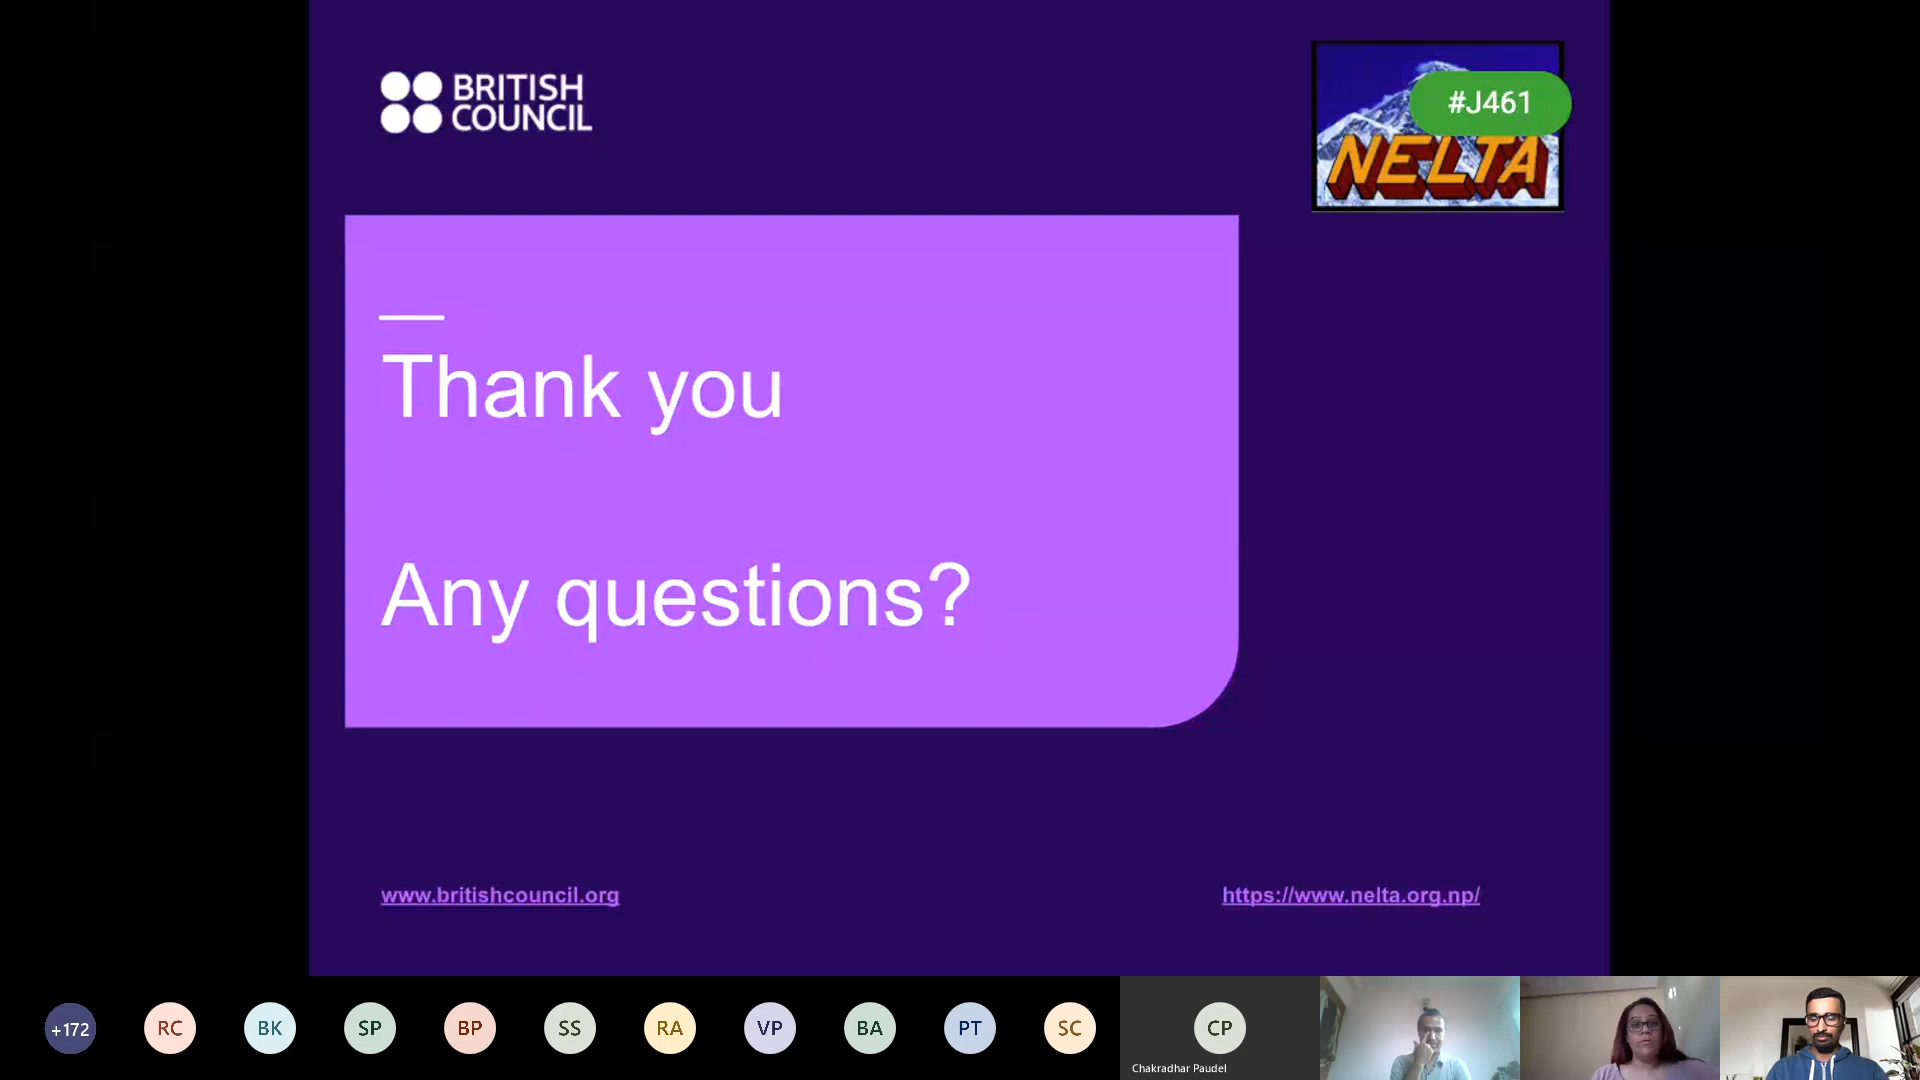 BRITISH
COUNCIL
#J461
NELTA
Thank you
Any questions?
www.britishcouncil.org
https://www.nelta.org.np/
+172
RC
BK
SP
BP
SS
RA
VP
BA
PT
SC
CP
Chakradhar Paudel